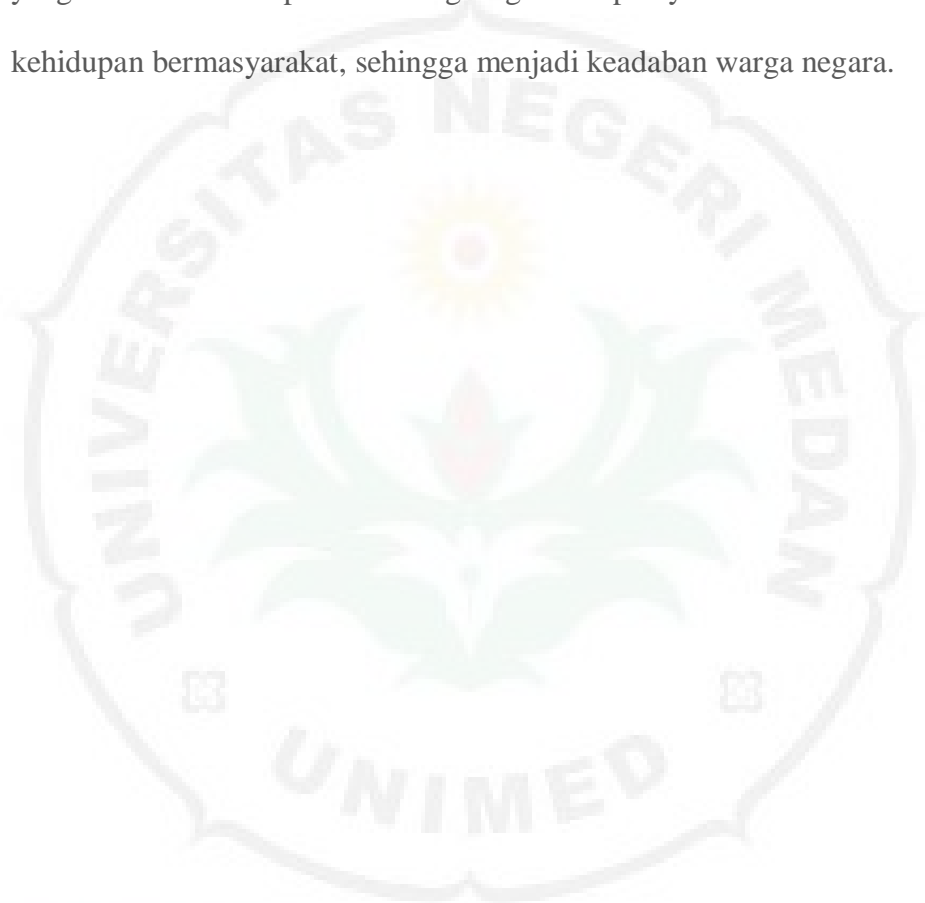 kehidupan bermasyarakat, sehingga menjadi keadaban warga negara.
UNIVERSITAS NEGERI MEDAN
UNIMED